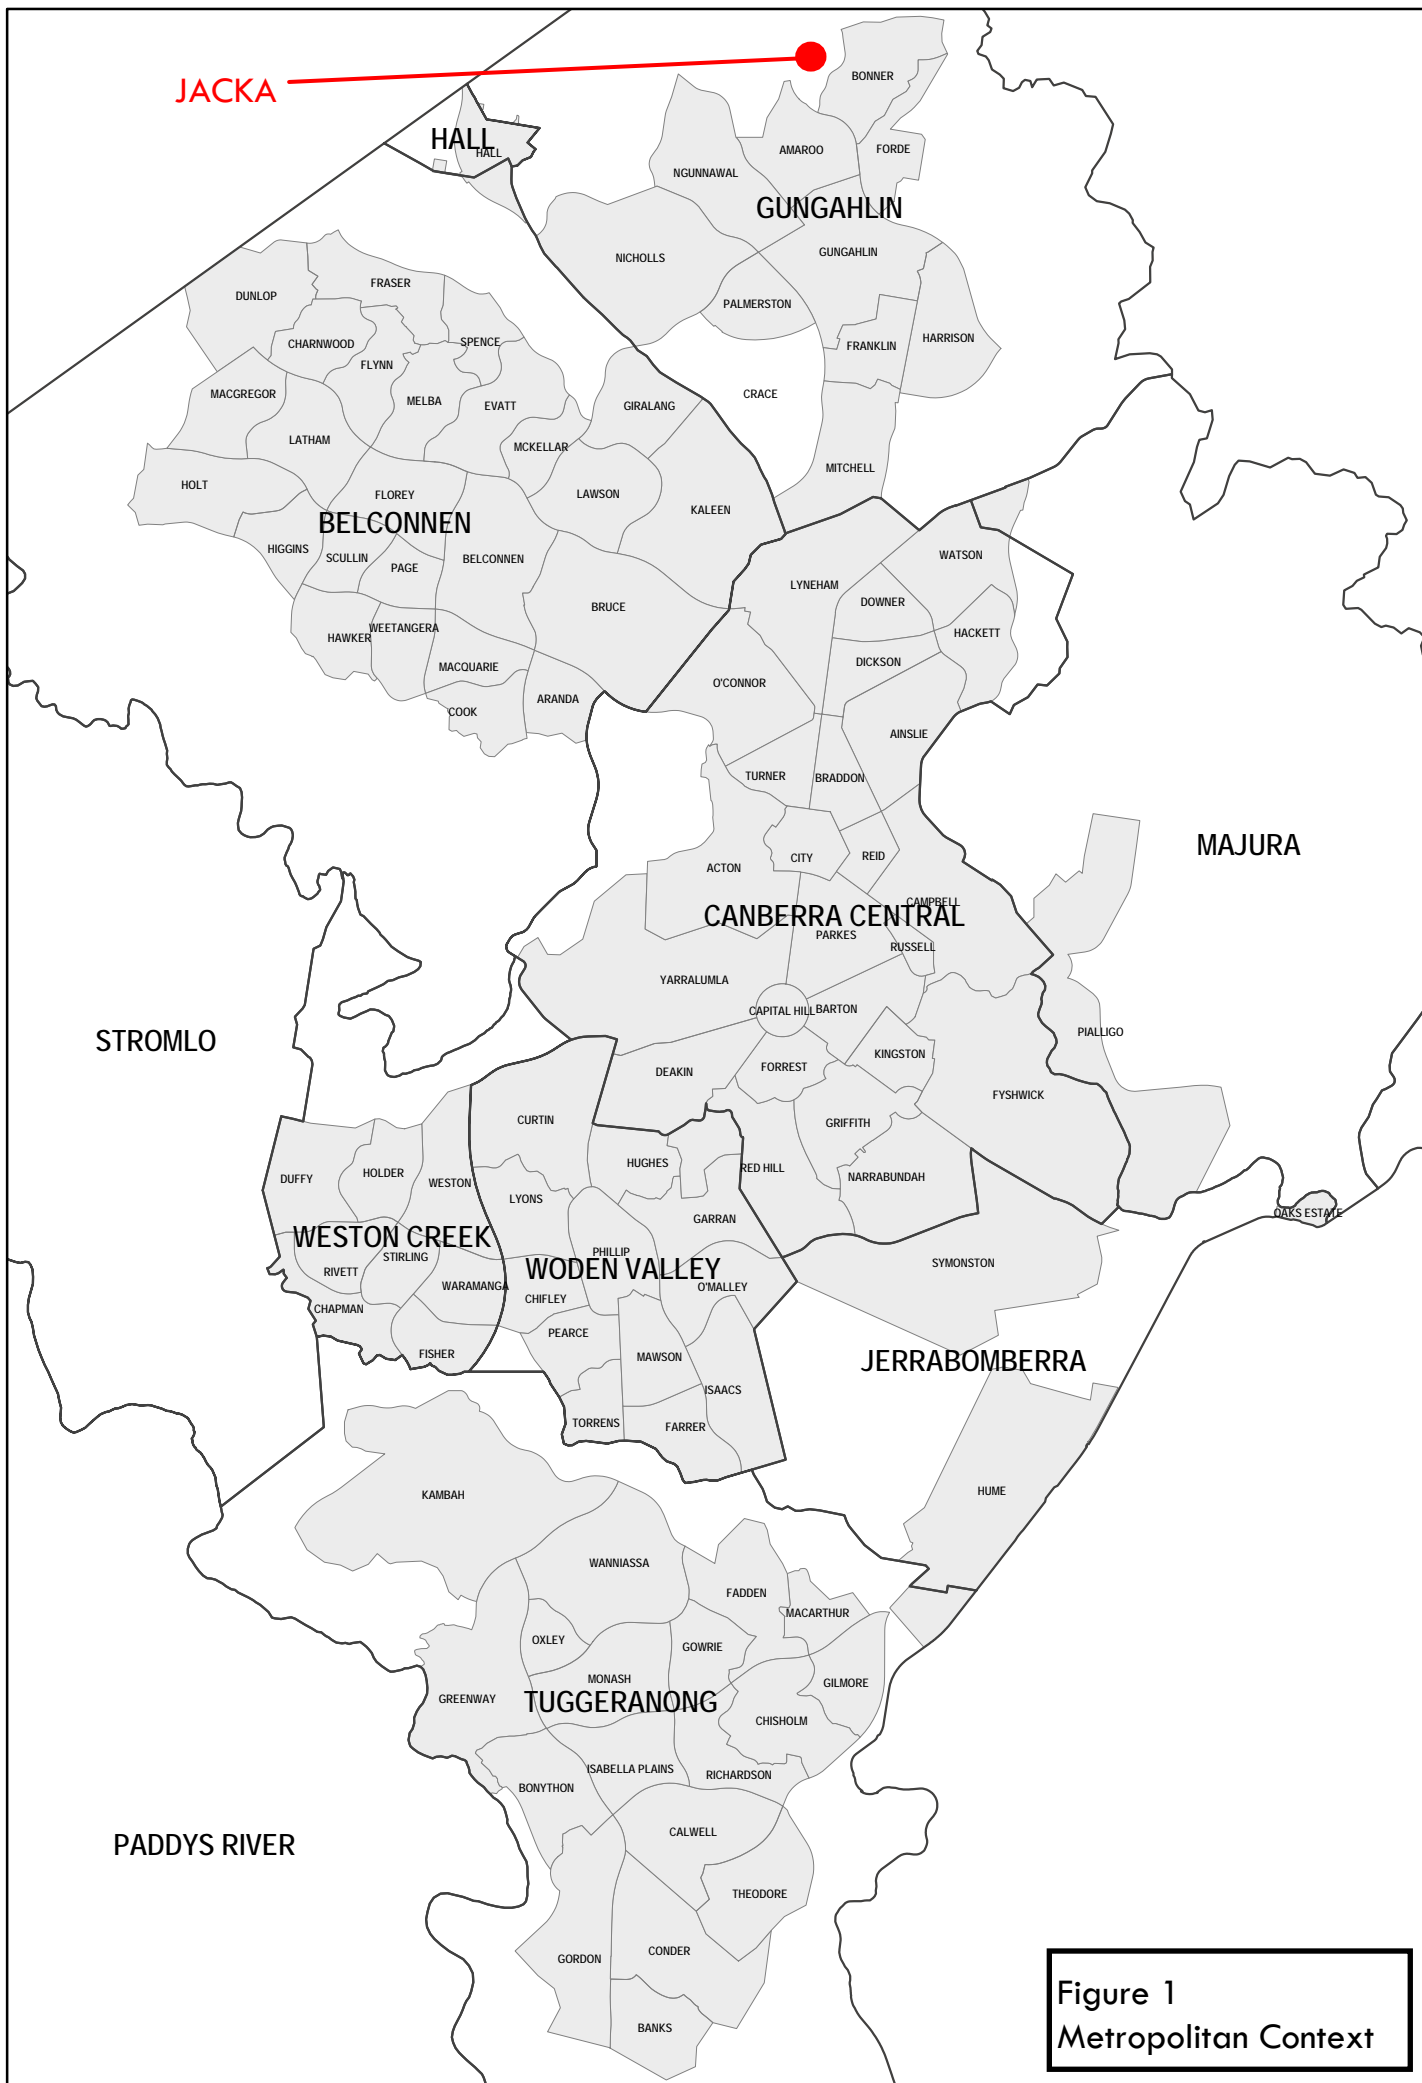 JACKA
BONNER
HALL
HALL
AMAROO
FORDE
NGUNNAWAL
GUNGAHLIN
GUNGAHLIN
NICHOLLS
DUNLOP
FRASER
PALMERSTON
CHARNWOOD
SPENCE
FRANKLIN
HARRISON
FLYNN
MACGREGOR
MELBA
EVATT
GIRALANG
CRACE
LATHAM
MCKELLAR
MITCHELL
HOLT
FLOREY
LAWSON
KALEEN
BELCONNEN
HIGGINS
SCULLIN
PAGE
BELCONNEN
WATSON
LYNEHAM
DOWNER
BRUCE
HAWKER
WEETANGERA
HACKETT
MACQUARIE
DICKSON
O'CONNOR
COOK
ARANDA
AINSLIE
TURNER
BRADDON
MAJURA
ACTON
CITY
REID
CAMPBELL
CANBERRA CENTRAL
PARKES
RUSSELL
YARRALUMLA
CAPITAL HILL
BARTON
PIALLIGO
STROMLO
KINGSTON
DEAKIN
FORREST
FYSHWICK
CURTIN
GRIFFITH
HUGHES
RED HILL
NARRABUNDAH
DUFFY
HOLDER
WESTON
LYONS
GARRAN
OAKS ESTATE
WESTON CREEK
STIRLING
PHILLIP
WODEN VALLEY
SYMONSTON
RIVETT
WARAMANGA
O'MALLEY
CHIFLEY
CHAPMAN
PEARCE
FISHER
MAWSON
JERRABOMBERRA
ISAACS
TORRENS
FARRER
KAMBAH
HUME
WANNIASSA
FADDEN
MACARTHUR
OXLEY
GOWRIE
MONASH
GILMORE
GREENWAY
TUGGERANONG
CHISHOLM
ISABELLA PLAINS
RICHARDSON
BONYTHON
CALWELL
PADDYS RIVER
THEODORE
GORDON
CONDER
BANKS
Figure 1
Metropolitan Context